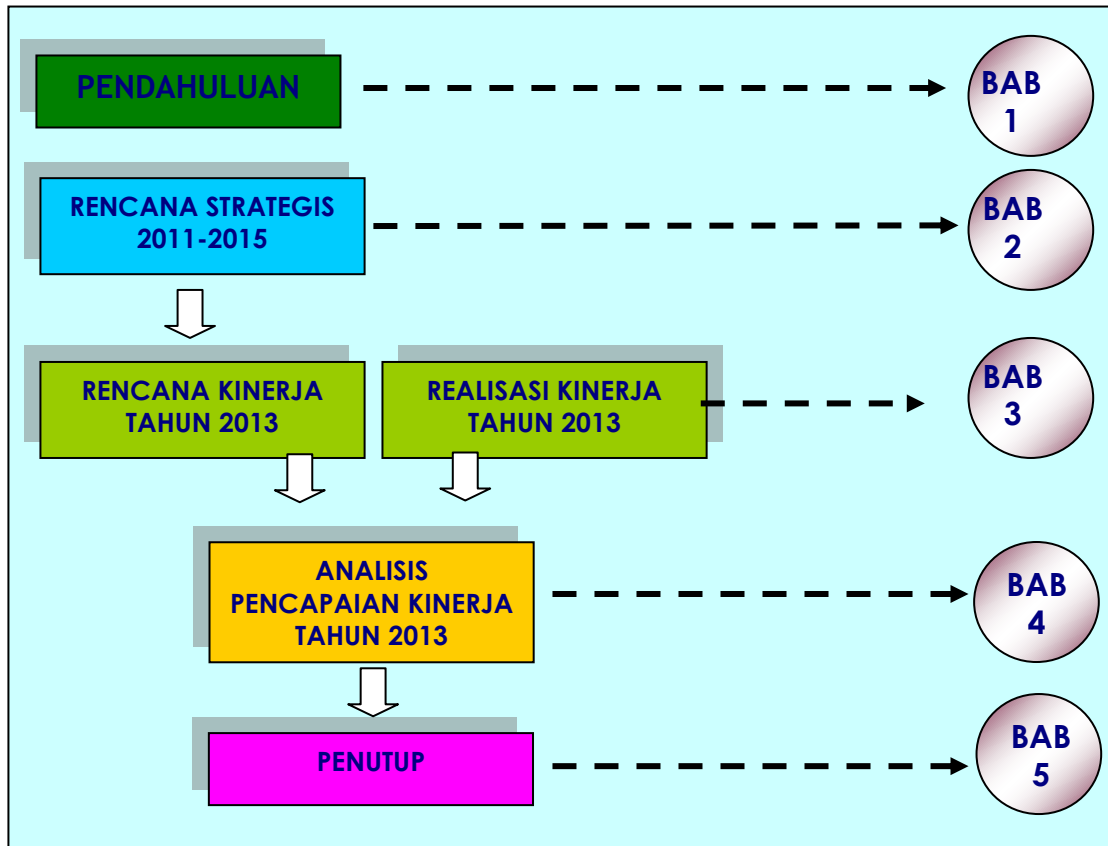 PENDAHULUAN
BAB
1
RENCANA STRATEGIS
2011-2015
BAB
2
RENCANA KINERJA
TAHUN 2013
REALISASI KINERJA
TAHUN 2013
BAB
3
ANALISIS
PENCAPAIAN KINERJA
TAHUN 2013
BAB
4
PENUTUP
BAB
5